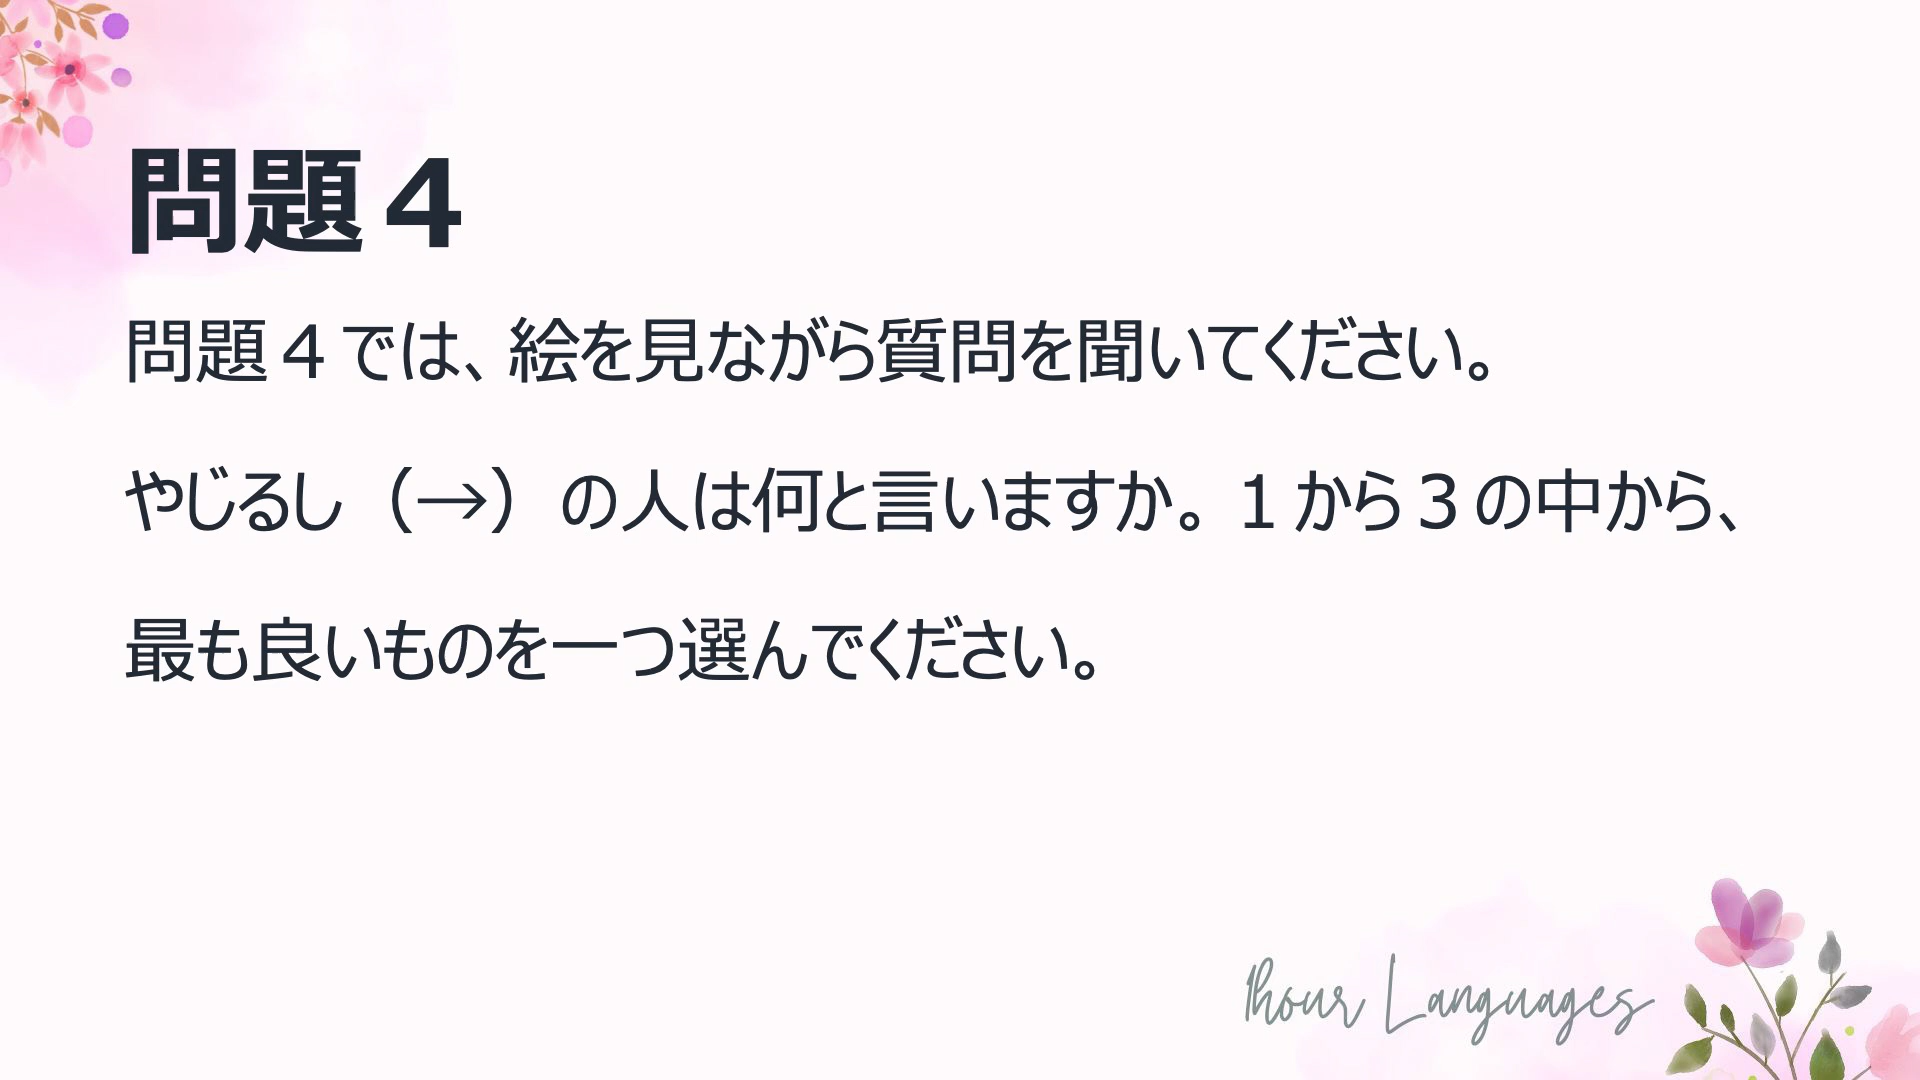 問題４
問題４では、絵を見ながら質問を聞いてください。
やじるし（→）の人は何と言いますか。１から３の中から、
最も良いものを一つ選んでください。
1hour Languages